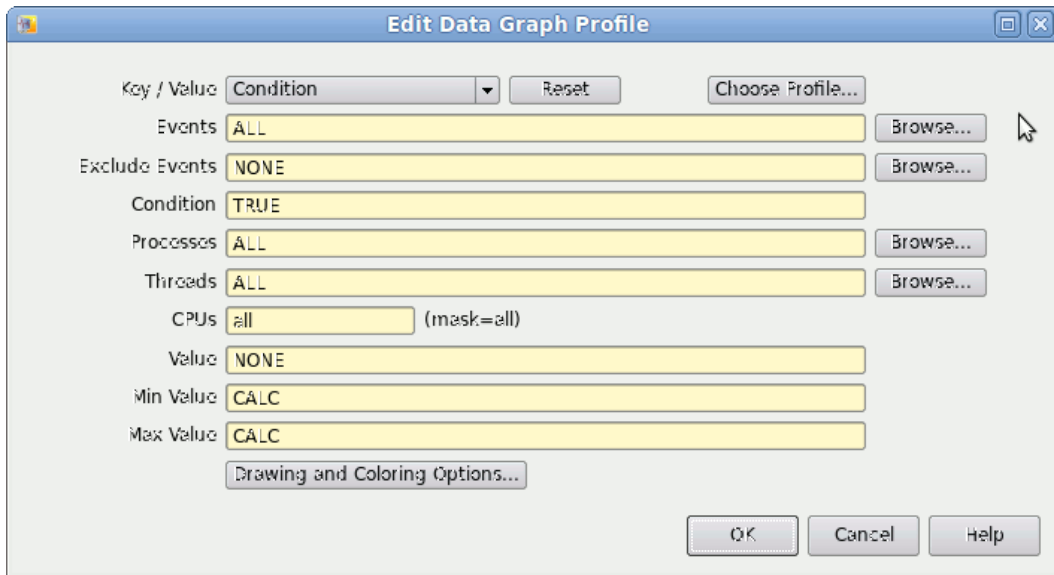 Edit Data Graph Profile
Key / Value Condition Reset Choose Profile...
Events ALL Browse...
Exclude Events NONE Browse...
Condition TRUE
Processes ALL Browse...
Threads ALL Browse...
CPUs all (mask=all)
Value NONE
Min Value CALC
Max Value CALC
Drawing and Coloring Options...
OK Cancel Help